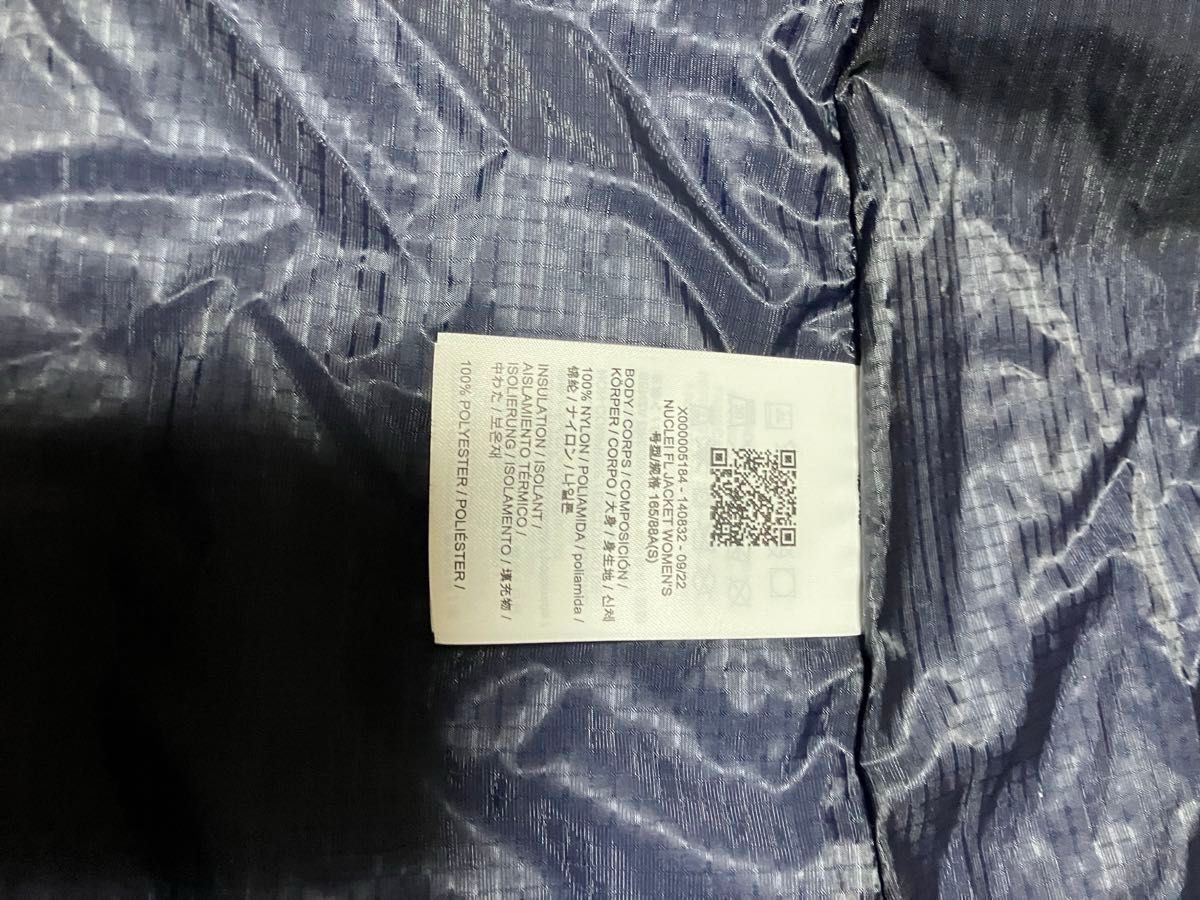 X000005184 - 140832 - 09/22
NUCLEI FL JACKET WOMEN'S
号型/规格 165/88A(S)
BODY / CORPS / COMPOSICIÓN /
KÖRPER / CORPO / 大身 / 身生地 / 신체
100% NYLON / POLIAMIDA / poliamida /
锦纶 / ナイロン / 나일론
INSULATION / ISOLANT /
AISLAMIENTO TÉRMICO /
ISOLIERUNG / ISOLAMENTO / 填充物 /
中わた / 보온재
100% POLYESTER / POLIÉSTER /